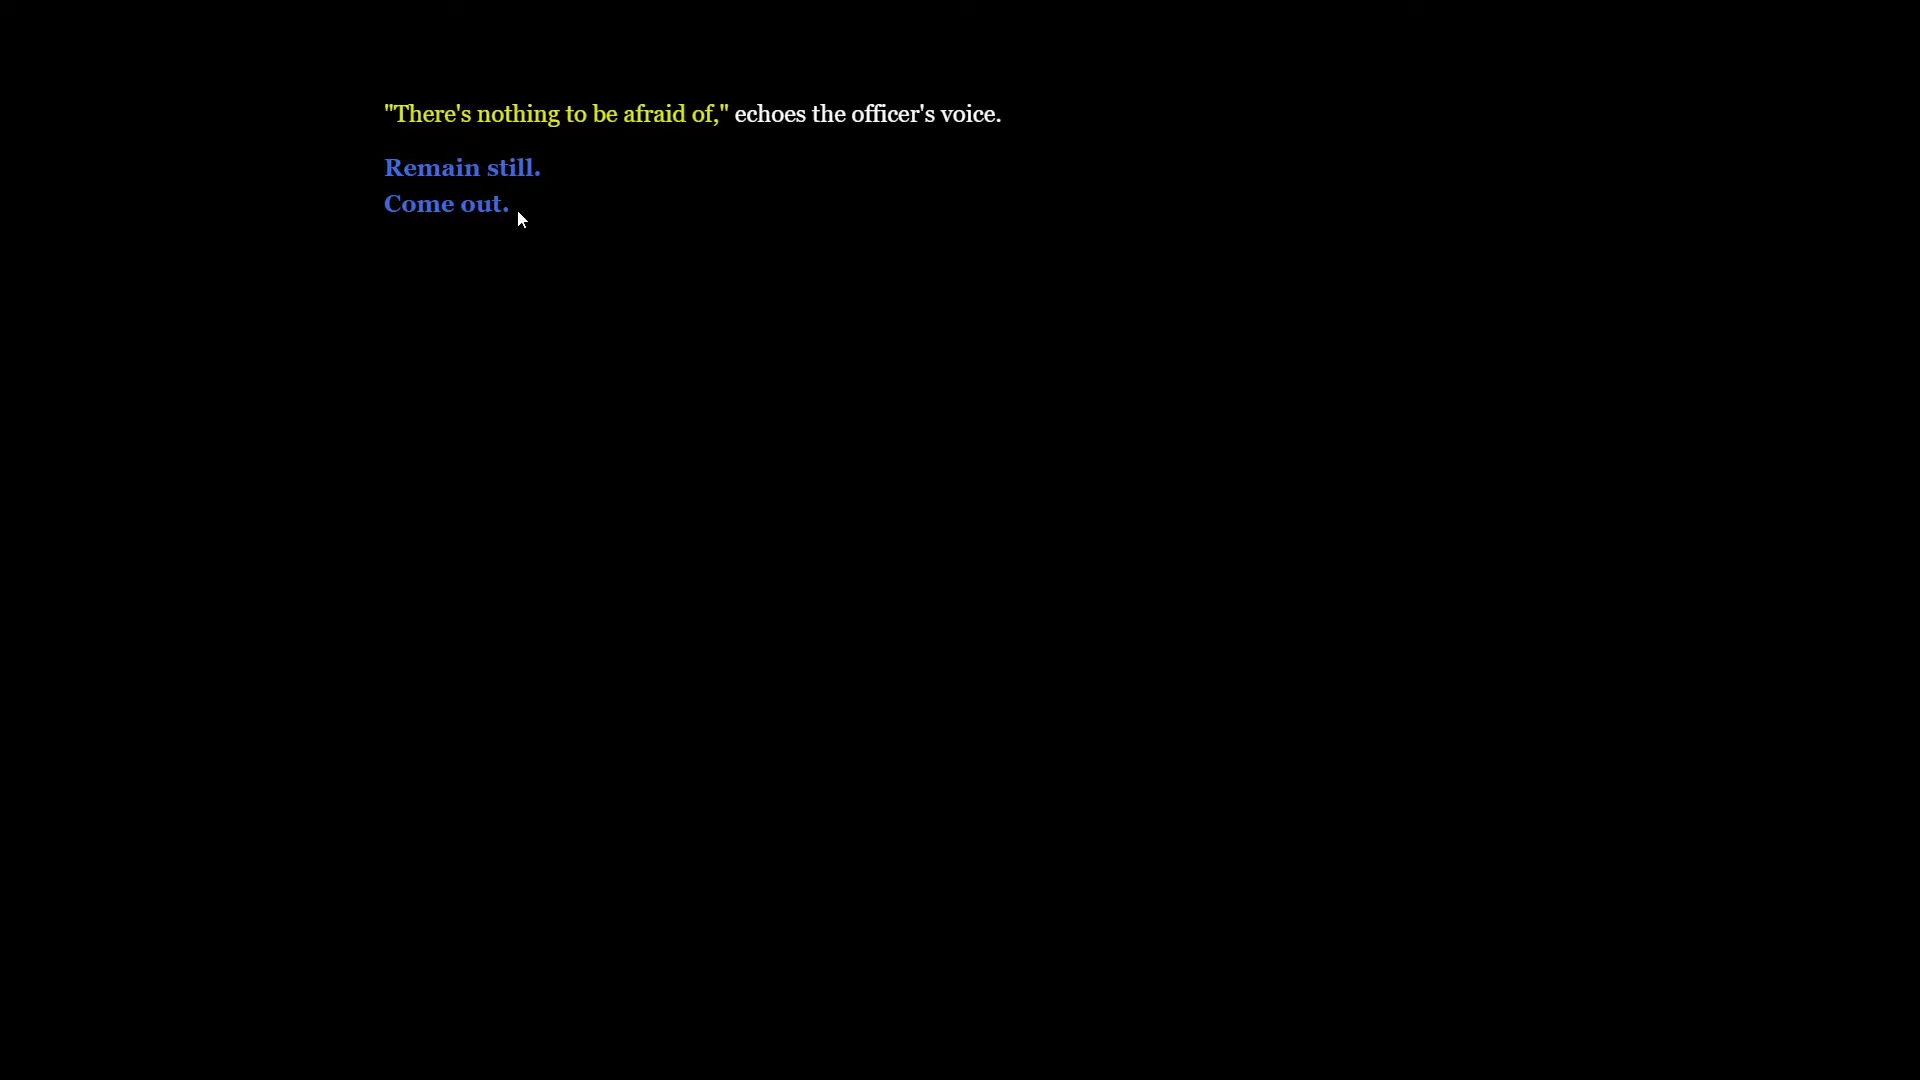 "There's nothing to be afraid of," echoes the officer's voice.
Remain still.
Come out.